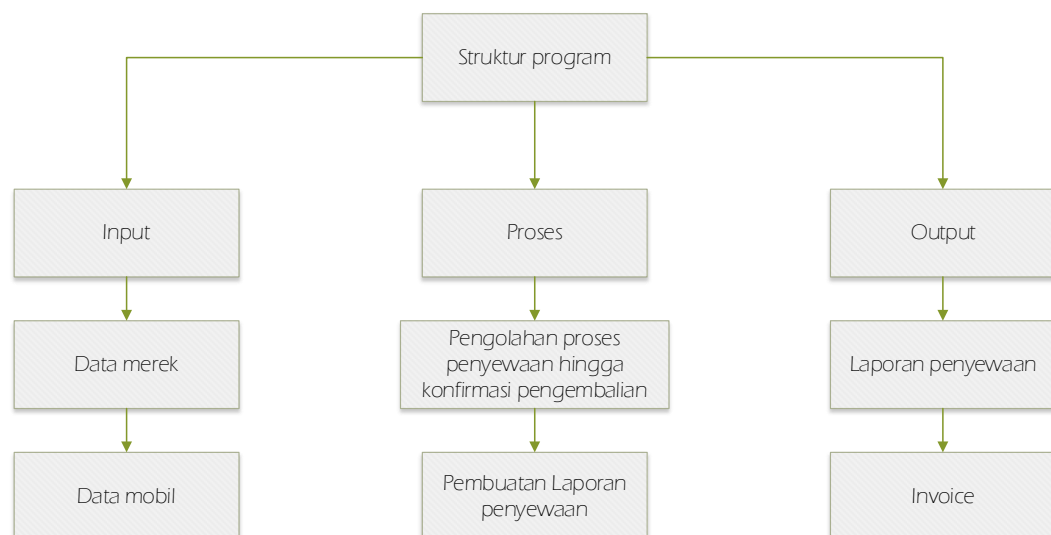 Struktur program
Input
Proses
Output
Data merek
Pengolahan proses
penyewaan hingga
konfirmasi pengembalian
Laporan penyewaan
Data mobil
Pembuatan Laporan
penyewaan
Invoice